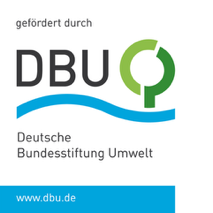 gefördert durch
DBU
Deutsche
Bundesstiftung Umwelt
www.dbu.de